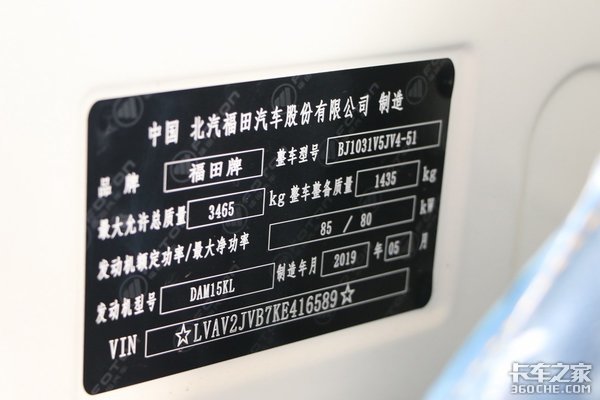 中国 北汽福田汽车股份有限公司 制造
品牌 福田牌 整车型号 BJ1031V5JV4-51
最大允许总质量 3465 kg 整车整备质量 1435 kg
发动机额定功率/最大净功率 85 / 80 kW
发动机型号 DAM15KL 制造年月 2019 年 05 月
VIN ☆LVAV2JVB7KE416589☆
卡车之家
360CHE.COM